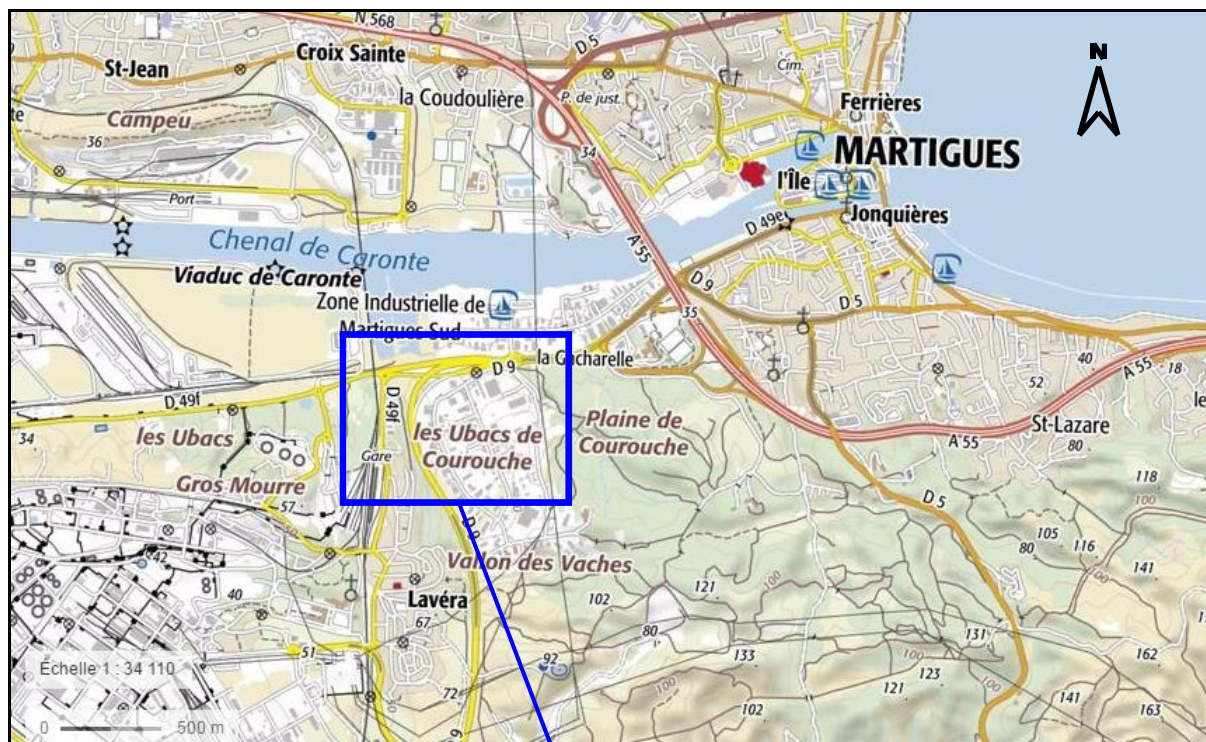 N 568
D 5
St-Jean
Croix Sainte
Cim.
N
la Coudoulière
P. de just.
Ferrières
Campeu
36
34
MARTIGUES
l'Île
Port
Jonquières
D 49e
Chenal de
Caronte
A 55
Viaduc de Caronte
D 9
D 5
Zone Industrielle de
Martigues Sud
35
la Gacharelle
40
A 55
18
D 9
52
le
D 49f
D 49f
Plaine de
Courouche
St-Lazare
34
les Ubacs
les Ubacs de
Courouche
A 55
80
Gare
118
Gros Mourre
57
100
D 5
105
D 9
80
116
42
Vallon des Vaches
141
121
100
40
Lavéra
102
67
80
131
162
51
133
100
Échelle 1 : 34 110
92
123
100
121
72
141
100
0
500 m
102
163